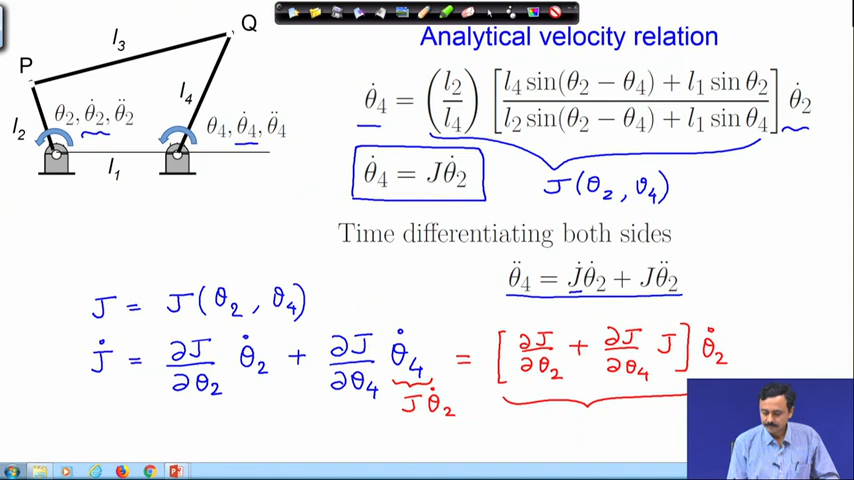 Analytical velocity relation
P
Q
l₃
l₂
l₄
l₁
θ₂, θ̇₂, θ̈₂
θ₄, θ̇₄, θ̈₄
θ̇₄ = (l₂/l₄) [(l₄ sin(θ₂ − θ₄) + l₁ sin θ₂)/(l₂ sin(θ₂ − θ₄) + l₁ sin θ₄)] θ̇₂
J(θ₂, θ₄)
θ̇₄ = Jθ̇₂
Time differentiating both sides
θ̈₄ = J̇θ̇₂ + Jθ̈₂
J = J(θ₂, θ₄)
J̇ = ∂J/∂θ₂ θ̇₂ + ∂J/∂θ₄ θ̇₄ = [∂J/∂θ₂ + ∂J/∂θ₄ J] θ̇₂
Jθ̇₂